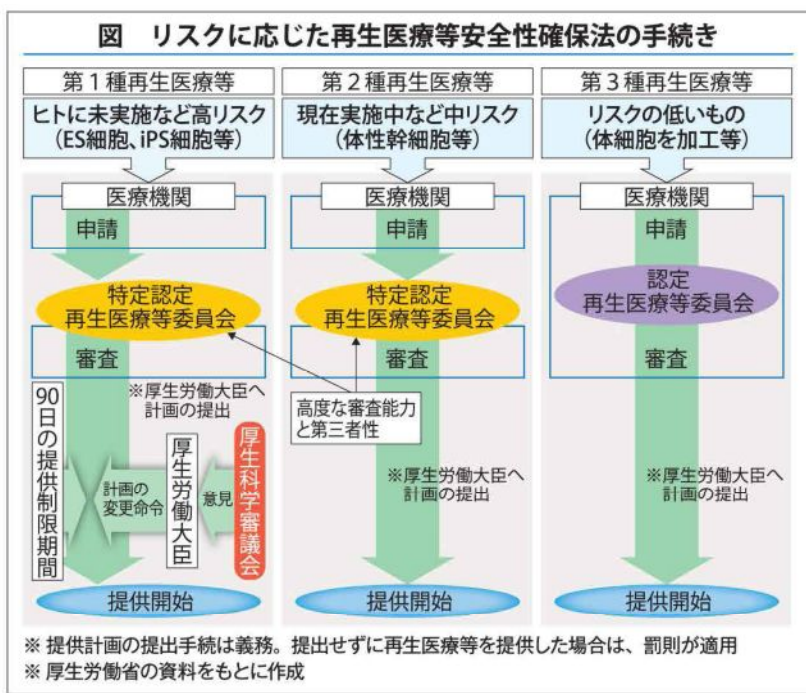 図 リスクに応じた再生医療等安全性確保法の手続き
第1種再生医療等
ヒトに未実施など高リスク
（ES細胞、iPS細胞等）
医療機関
申請
特定認定
再生医療等委員会
審査
※厚生労働大臣へ
計画の提出
90日の提供制限期間
計画の
変更命令
厚生労働大臣
意見
厚生科学審議会
提供開始
第2種再生医療等
現在実施中など中リスク
（体性幹細胞等）
医療機関
申請
特定認定
再生医療等委員会
審査
高度な審査能力
と第三者性
※厚生労働大臣へ
計画の提出
提供開始
第3種再生医療等
リスクの低いもの
（体細胞を加工等）
医療機関
申請
認定
再生医療等委員会
審査
※厚生労働大臣へ
計画の提出
提供開始
※ 提供計画の提出手続は義務。提出せずに再生医療等を提供した場合は、罰則が適用
※ 厚生労働省の資料をもとに作成